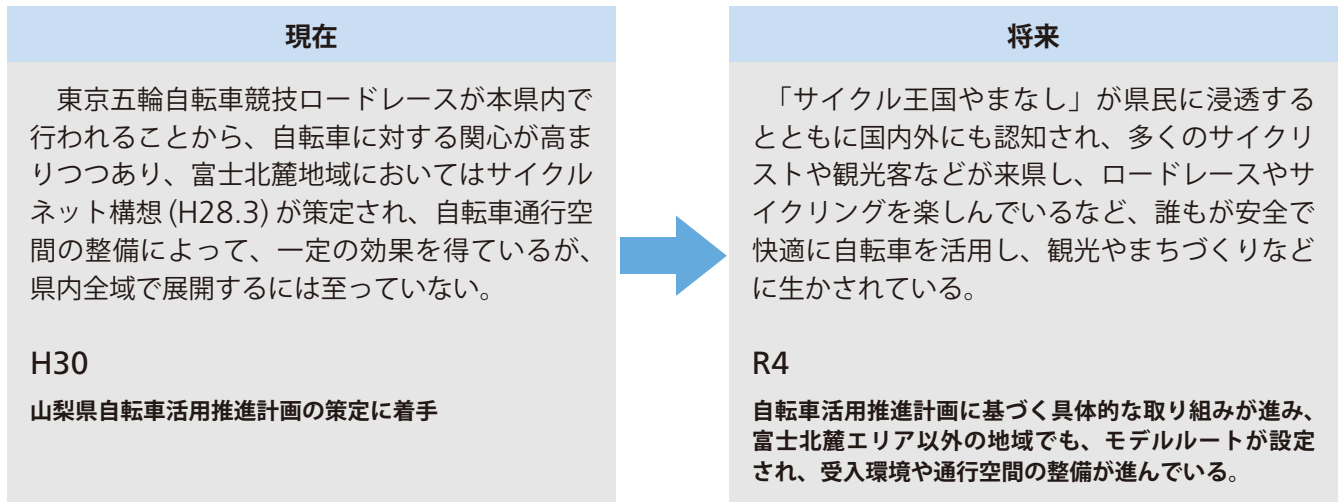 現在
東京五輪自転車競技ロードレースが本県内で
行われることから、自転車に対する関心が高ま
りつつあり、富士北麓地域においてはサイクル
ネット構想 (H28.3) が策定され、自転車通行空
間の整備によって、一定の効果を得ているが、
県内全域で展開するには至っていない。
H30
山梨県自転車活用推進計画の策定に着手
将来
「サイクル王国やまなし」が県民に浸透する
とともに国内外にも認知され、多くのサイクリ
ストや観光客などが来県し、ロードレースやサ
イクリングを楽しんでいるなど、誰もが安全で
快適に自転車を活用し、観光やまちづくりなど
に生かされている。
R4
自転車活用推進計画に基づく具体的な取り組みが進み、
富士北麓エリア以外の地域でも、モデルルートが設定
され、受入環境や通行空間の整備が進んでいる。